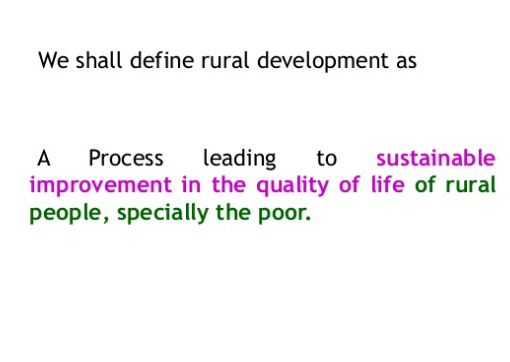 We shall define rural development as
A Process leading to sustainable
improvement in the quality of life of rural
people, specially the poor.